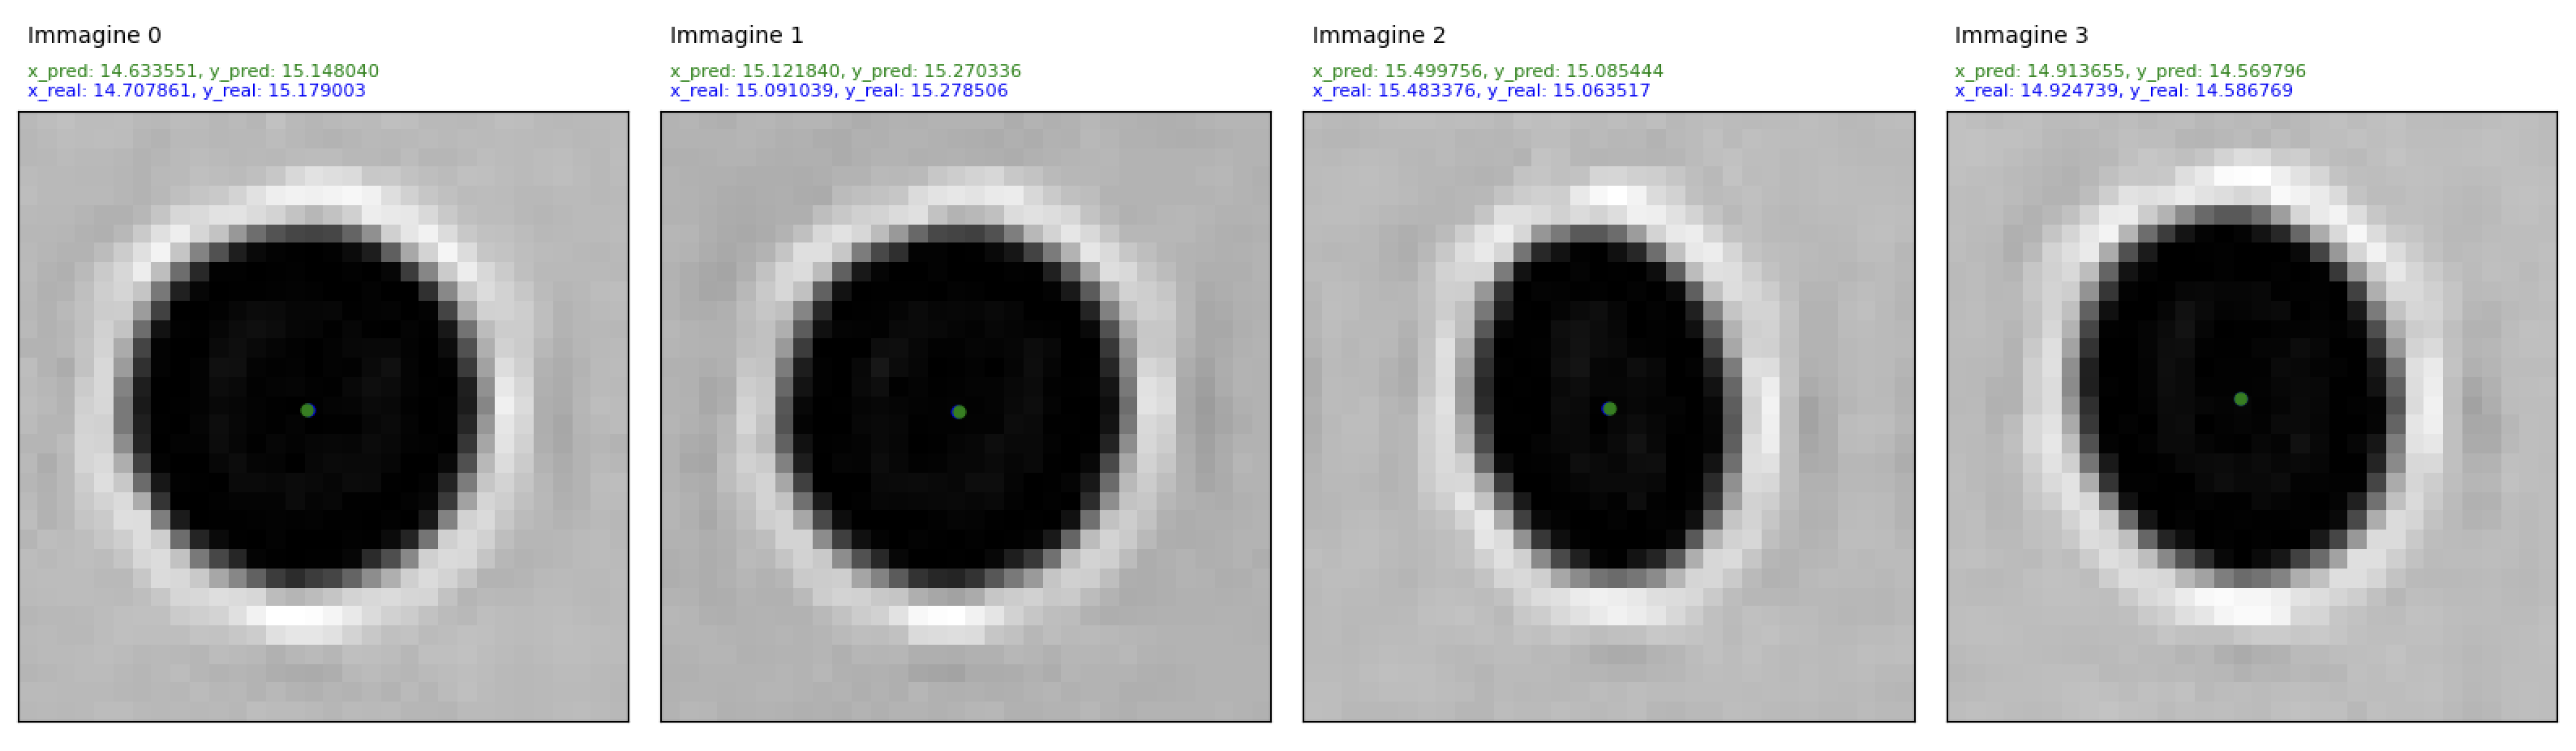 Immagine 0
x_pred: 14.633551, y_pred: 15.148040
x_real: 14.707861, y_real: 15.179003
Immagine 1
x_pred: 15.121840, y_pred: 15.270336
x_real: 15.091039, y_real: 15.278506
Immagine 2
x_pred: 15.499756, y_pred: 15.085444
x_real: 15.483376, y_real: 15.063517
Immagine 3
x_pred: 14.913655, y_pred: 14.569796
x_real: 14.924739, y_real: 14.586769